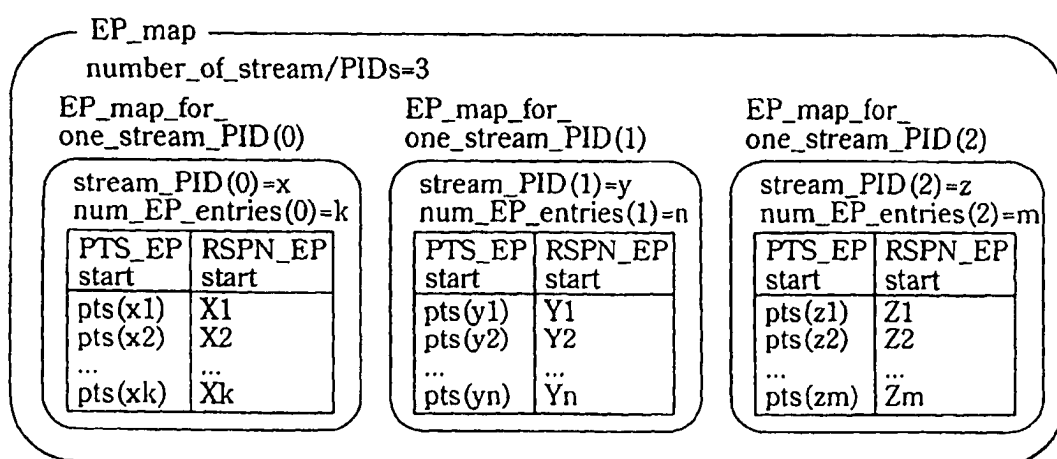 EP_map
number_of_stream/PIDs=3
EP_map_for_
one_stream_PID(0)
stream_PID(0)=x
num_EP_entries(0)=k
PTS_EP RSPN_EP
start start
pts(x1) X1
pts(x2) X2
... ...
pts(xk) Xk
EP_map_for_
one_stream_PID(1)
stream_PID(1)=y
num_EP_entries(1)=n
PTS_EP RSPN_EP
start start
pts(y1) Y1
pts(y2) Y2
... ...
pts(yn) Yn
EP_map_for_
one_stream_PID(2)
stream_PID(2)=z
num_EP_entries(2)=m
PTS_EP RSPN_EP
start start
pts(z1) Z1
pts(z2) Z2
... ...
pts(zm) Zm